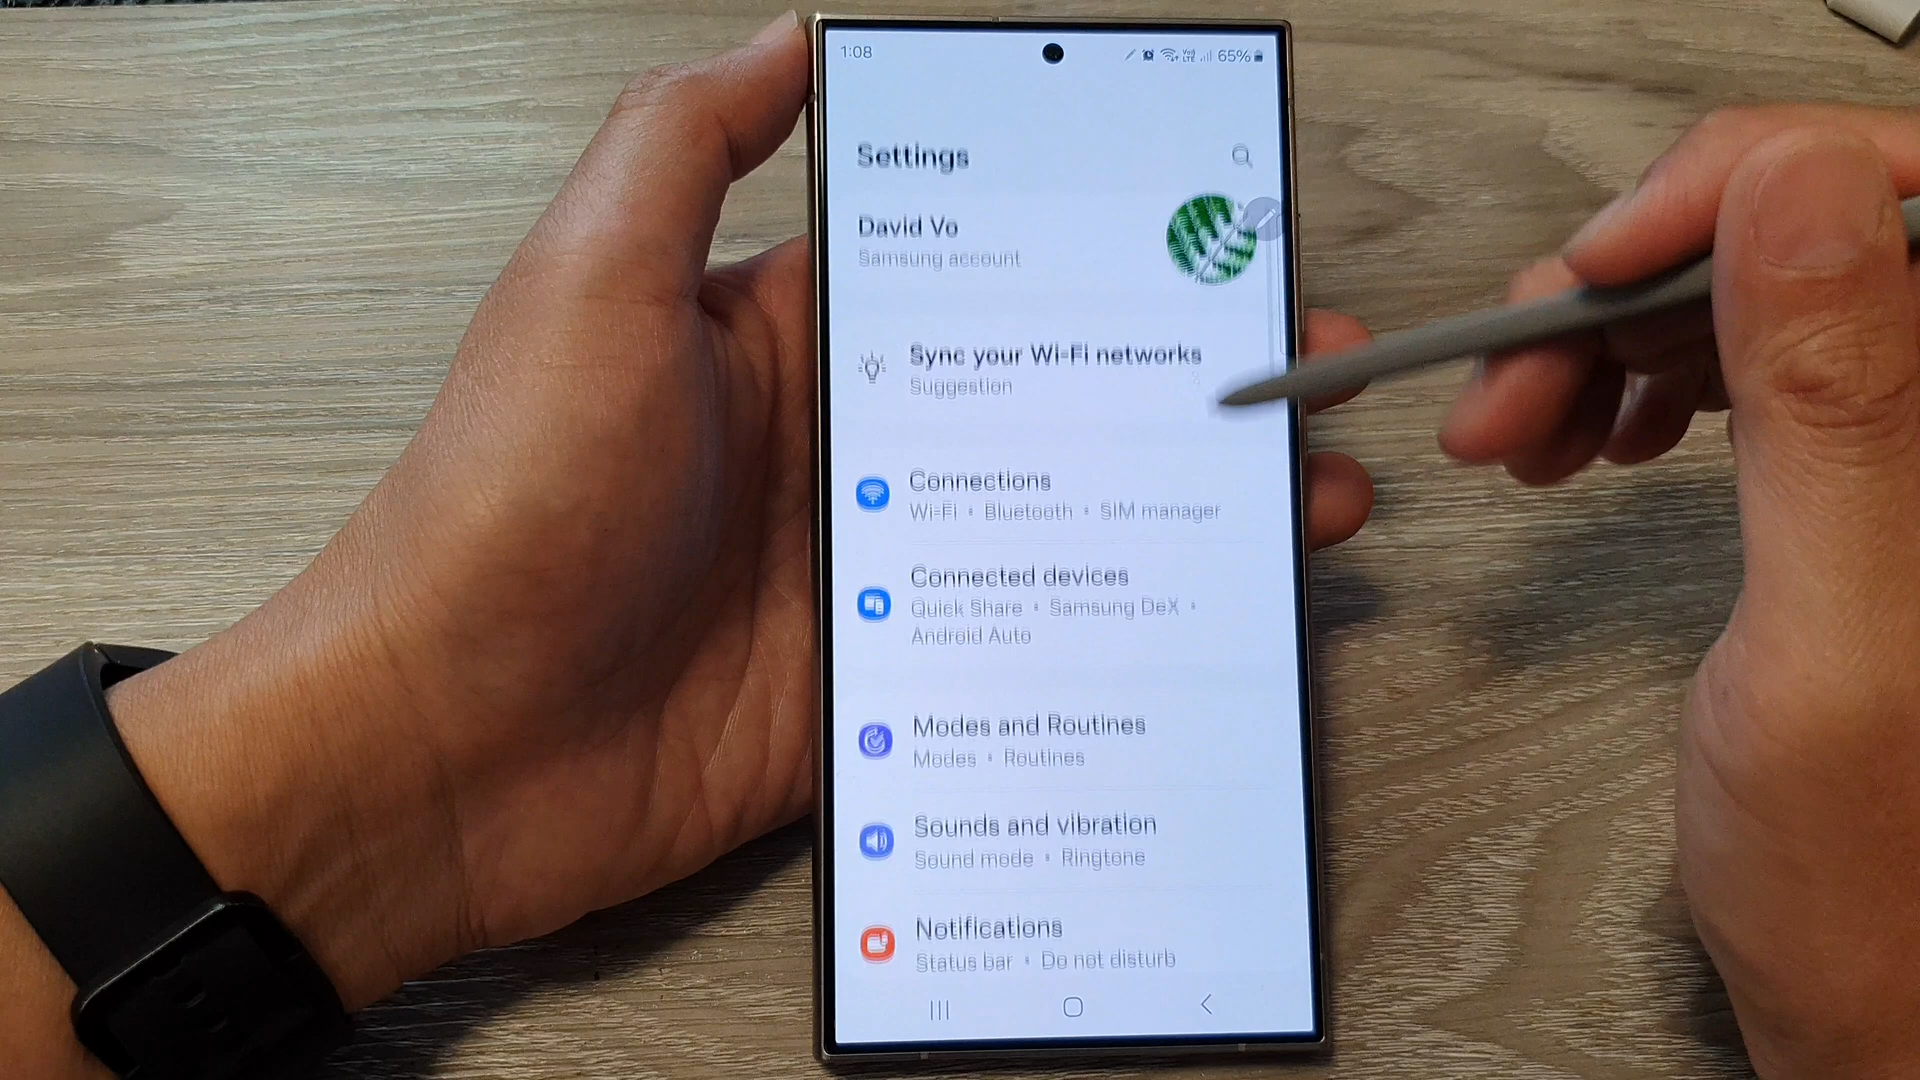 1:08 Vo) LTE 65%
Settings
David Vo
Samsung account
Sync your Wi-Fi networks
Suggestion
Connections
Wi-Fi • Bluetooth • SIM manager
Connected devices
Quick Share • Samsung DeX •
Android Auto
Modes and Routines
Modes • Routines
Sounds and vibration
Sound mode • Ringtone
Notifications
Status bar • Do not disturb